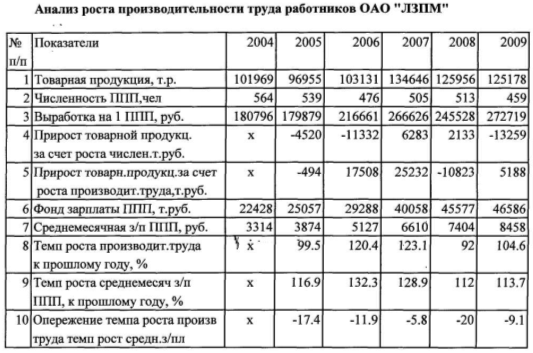 Анализ роста производительности труда работников ОАО "ЛЗПМ"
№ Показатели 2004 2005 2006 2007 2008 2009
п/п
1 Товарная продукция, т.р. 101969 96955 103131 134646 125956 125178
2 Численность ППП,чел 564 539 476 505 513 459
3 Выработка на 1 ППП, руб. 180796 179879 216661 266626 245528 272719
4 Прирост товарной продукц. х -4520 -11332 6283 2133 -13259
за счет роста числен.т.руб.
5 Прирост товарн.продукц.за счет х -494 17508 25232 -10823 5188
роста производит.труда,т.руб.
6 Фонд зарплаты ППП, т.руб. 22428 25057 29288 40058 45577 46586
7 Среднемесячная з/п ППП, руб. 3314 3874 5127 6610 7404 8458
8 Темп роста производит.труда х 99.5 120.4 123.1 92 104.6
к прошлому году, %
9 Темп роста среднемесяч з/п х 116.9 132.3 128.9 112 113.7
ППП, к прошлому году, %
10 Опережение темпа роста произв х -17.4 -11.9 -5.8 -20 -9.1
труда темп рост средн.з/пл